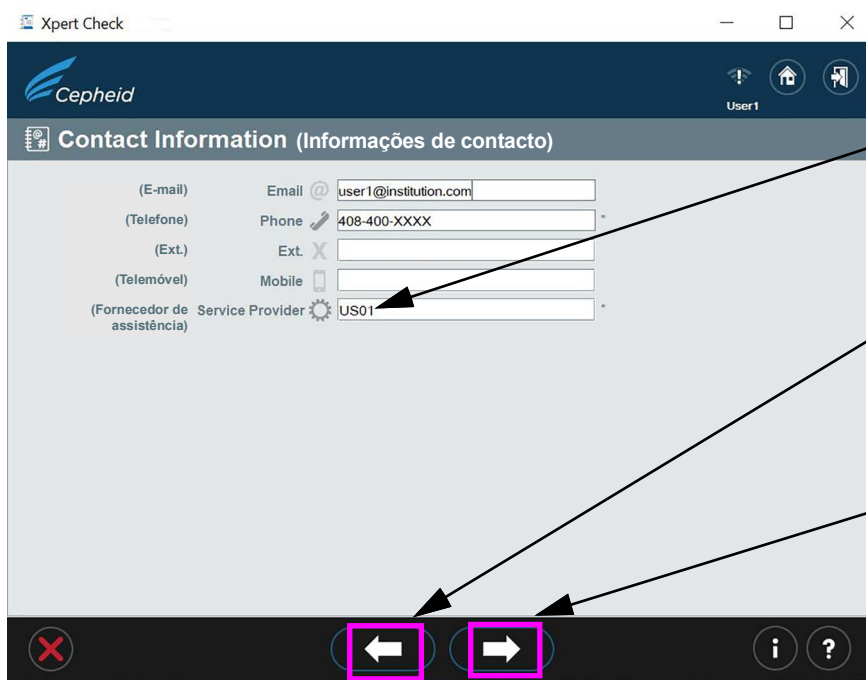 Xpert Check
Cepheid
User1
Contact Information (Informações de contacto)
(E-mail) Email @ user1@institution.com
(Telefone) Phone 408-400-XXXX *
(Ext.) Ext. X
(Telemóvel) Mobile
(Fornecedor de assistência) Service Provider US01 *
i ?